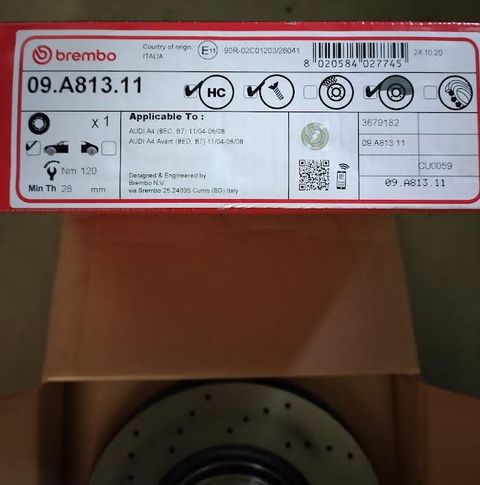 brembo
Country of origin:
ITALIA
E11
90R-02C01203/26041
8 020584 027745
24.10.20
09.A813.11
HC
x 1
Nm 120
Min Th 28 mm
Applicable To :
AUDI A4 (8EC, B7) 11/04-06/08
AUDI A4 Avant (8ED, B7) 11/04-06/08
Designed & Engineered by
Brembo N.V.
via Brembo 25 24035 Curno (BG) Italy
3679182
09.A813.11
CU0059
09.A813.11